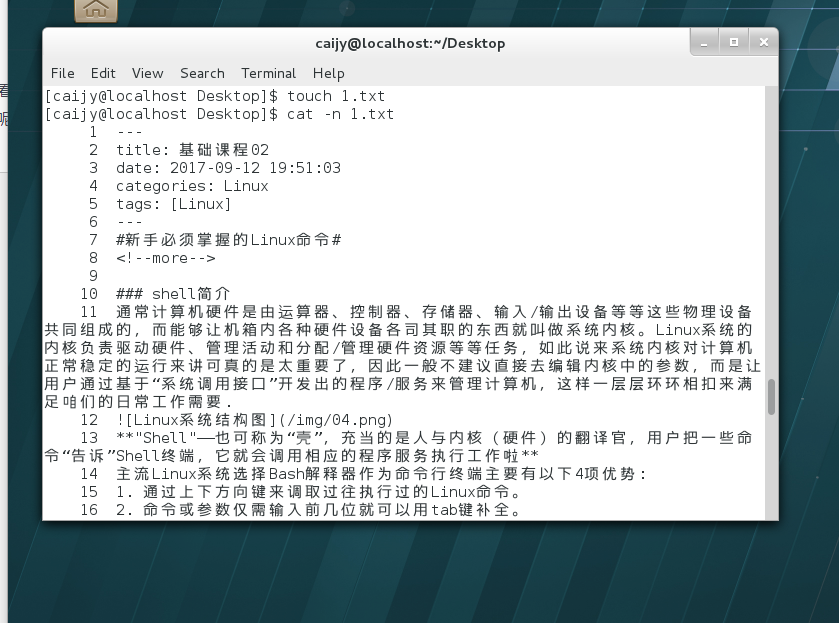 caijy@localhost:~/Desktop
File Edit View Search Terminal Help
[caijy@localhost Desktop]$ touch 1.txt
[caijy@localhost Desktop]$ cat -n 1.txt
1 ---
2 title: 基础课程02
3 date: 2017-09-12 19:51:03
4 categories: Linux
5 tags: [Linux]
6 ---
7 #新手必须掌握的Linux命令#
8 <!--more-->
9
10 ### shell简介
11 通常计算机硬件是由运算器、控制器、存储器、输入/输出设备等等这些物理设备
共同组成的，而能够让机箱内各种硬件设备各司其职的东西就叫做系统内核。Linux系统的
内核负责驱动硬件、管理活动和分配/管理硬件资源等等任务，如此说来系统内核对计算机
正常稳定的运行来讲可真的是太重要了，因此一般不建议直接去编辑内核中的参数，而是让
用户通过基于“系统调用接口”开发出的程序/服务来管理计算机，这样一层层环环相扣来满
足咱们的日常工作需要.
12 ![Linux系统结构图](/img/04.png)
13 **"Shell"——也可称为“壳”，充当的是人与内核（硬件）的翻译官，用户把一些命
令“告诉”Shell终端，它就会调用相应的程序服务执行工作啦**
14 主流Linux系统选择Bash解释器作为命令行终端主要有以下4项优势：
15 1. 通过上下方向键来调取过往执行过的Linux命令。
16 2. 命令或参数仅需输入前几位就可以用tab键补全。